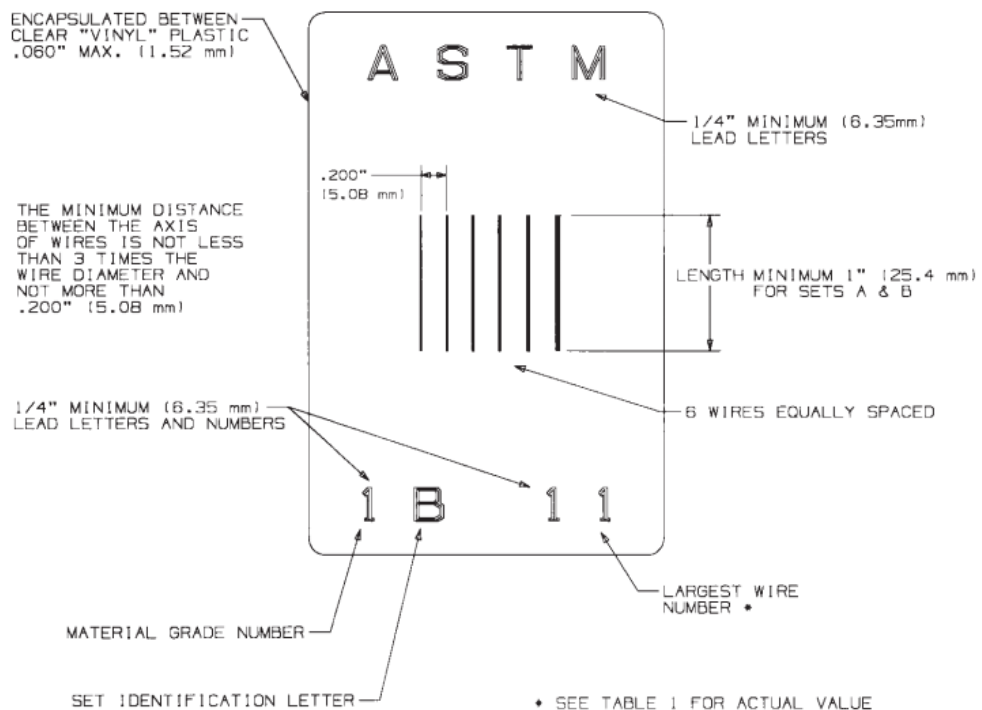 ENCAPSULATED BETWEEN
CLEAR "VINYL" PLASTIC
.060" MAX. (1.52 mm)
A S T M
1/4" MINIMUM (6.35mm)
LEAD LETTERS
.200"
(5.08 mm)
THE MINIMUM DISTANCE
BETWEEN THE AXIS
OF WIRES IS NOT LESS
THAN 3 TIMES THE
WIRE DIAMETER AND
NOT MORE THAN
.200" (5.08 mm)
LENGTH MINIMUM 1" (25.4 mm)
FOR SETS A & B
1/4" MINIMUM (6.35 mm)
LEAD LETTERS AND NUMBERS
6 WIRES EQUALLY SPACED
1 B 1 1
LARGEST WIRE
NUMBER *
MATERIAL GRADE NUMBER
SET IDENTIFICATION LETTER
* SEE TABLE 1 FOR ACTUAL VALUE